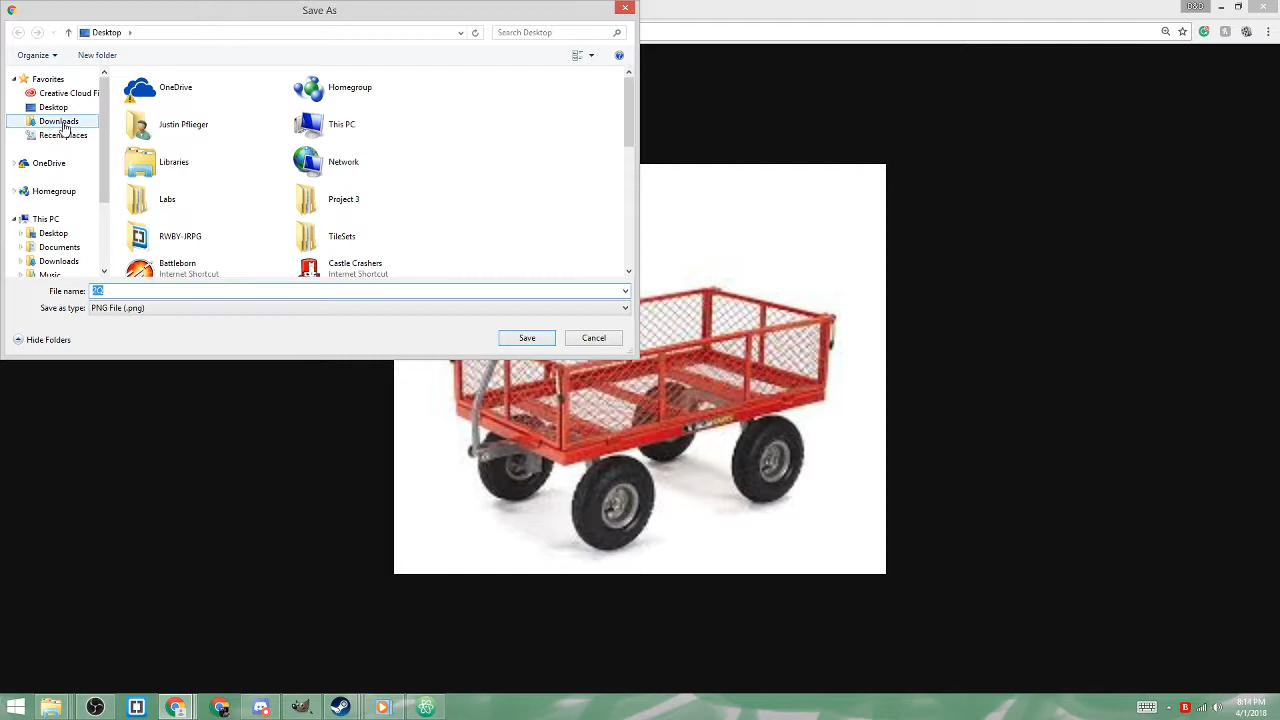 Save As
D&D
Desktop
Search Desktop
Organize
New folder
Favorites
Creative Cloud Fi
Desktop
Downloads
Recent places
OneDrive
Homegroup
This PC
Desktop
Documents
Downloads
Music
OneDrive
Homegroup
Justin Pflieger
This PC
Libraries
Network
Labs
Project 3
RWBY-JRPG
TileSets
Battleborn
Internet Shortcut
Castle Crashers
Internet Shortcut
File name:
Save as type:
PNG File (.png)
Hide Folders
Save
Cancel
8:14 PM
4/1/2018